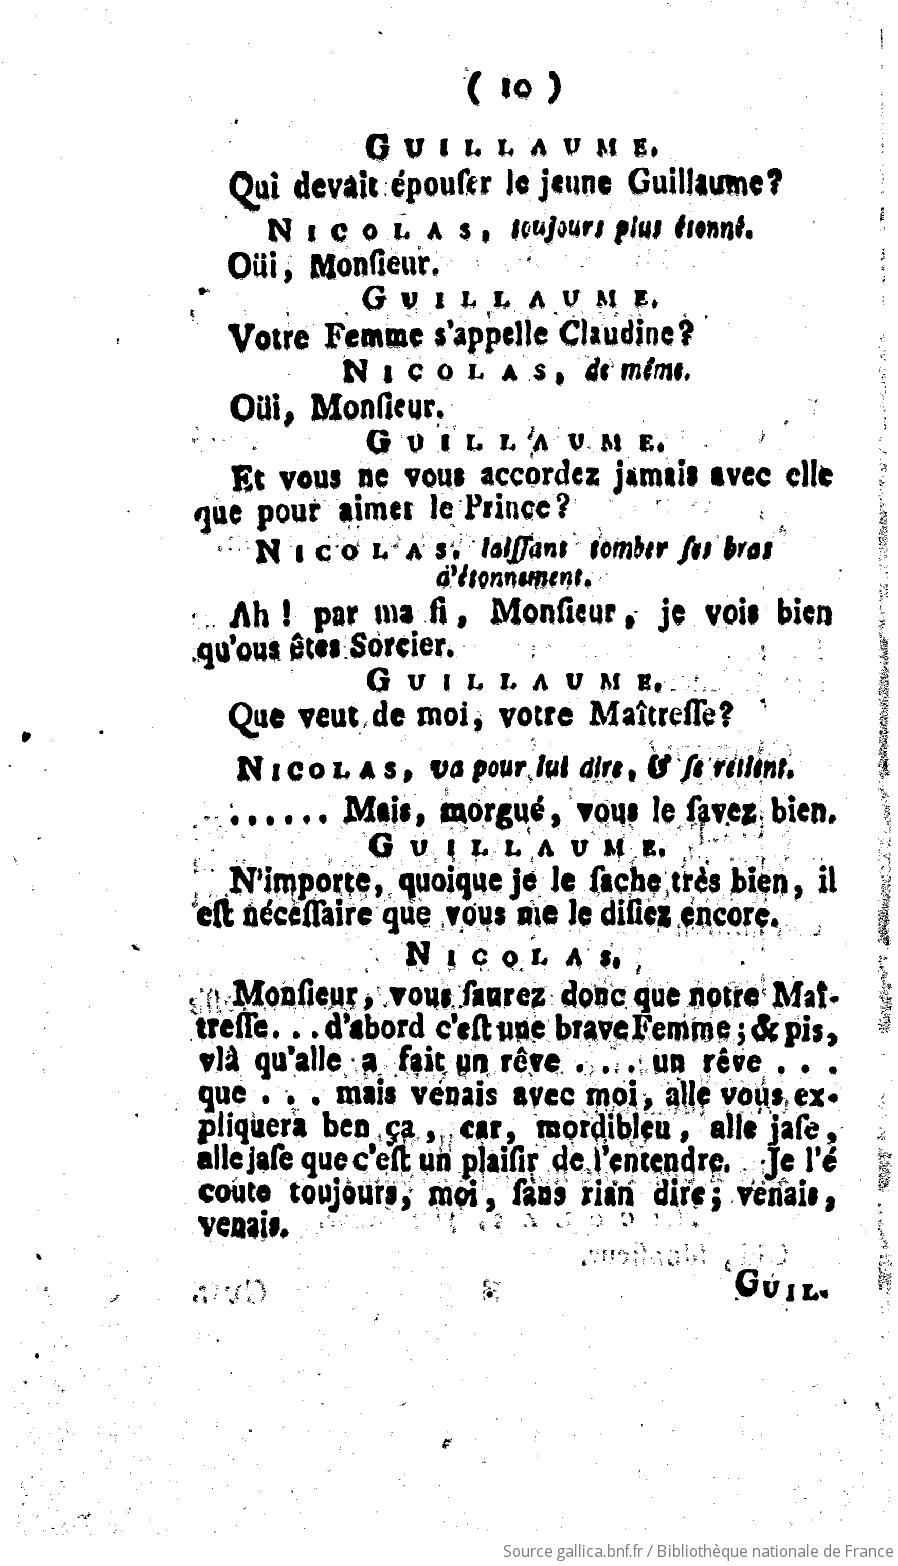 ( 10 )
GUILLAUME.
Qui devait épouſer le jeune Guillaume?
NICOLAS, toujours plus étonné.
Oüi, Monſieur.
GUILLAUME.
Votre Femme s'appelle Claudine?
NICOLAS, de même.
Oüi, Monſieur.
GUILLAUME.
Et vous ne vous accordez jamais avec elle
que pour aimer le Prince?
NICOLAS. laiſſant tomber ſes bras
d'étonnement.
Ah ! par ma fi, Monſieur, je vois bien
qu'ous êtes Sorcier.
GUILLAUME.
Que veut de moi, votre Maîtreſſe?
NICOLAS, va pour lui dire, & ſe retient.
...... Mais, morgué, vous le ſavez bien.
GUILLAUME.
N'importe, quoique je le ſache très bien, il
eſt néceſſaire que vous me le diſiez encore.
NICOLAS.
Monſieur, vous ſaurez donc que notre Maî-
treſſe... d'abord c'eſt une brave Femme; & pis,
vlà qu'alle a fait un rêve . . . un rêve . . .
que . . . mais venais avec moi, alle vous ex-
pliquera ben ça, car, mordibleu, alle jaſe,
alle jaſe que c'eſt un plaiſir de l'entendre. Je l'é
coute toujours, moi, ſans rian dire; venais,
venais.
GUIL.
Source gallica.bnf.fr / Bibliothèque nationale de France